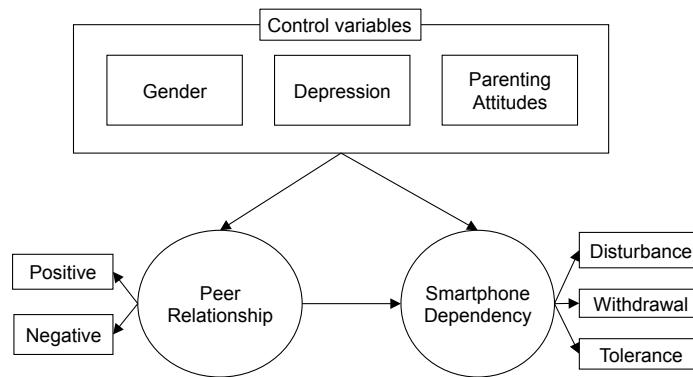 Control variables
Gender
Depression
Parenting
Attitudes
Positive
Negative
Peer
Relationship
Smartphone
Dependency
Disturbance
Withdrawal
Tolerance